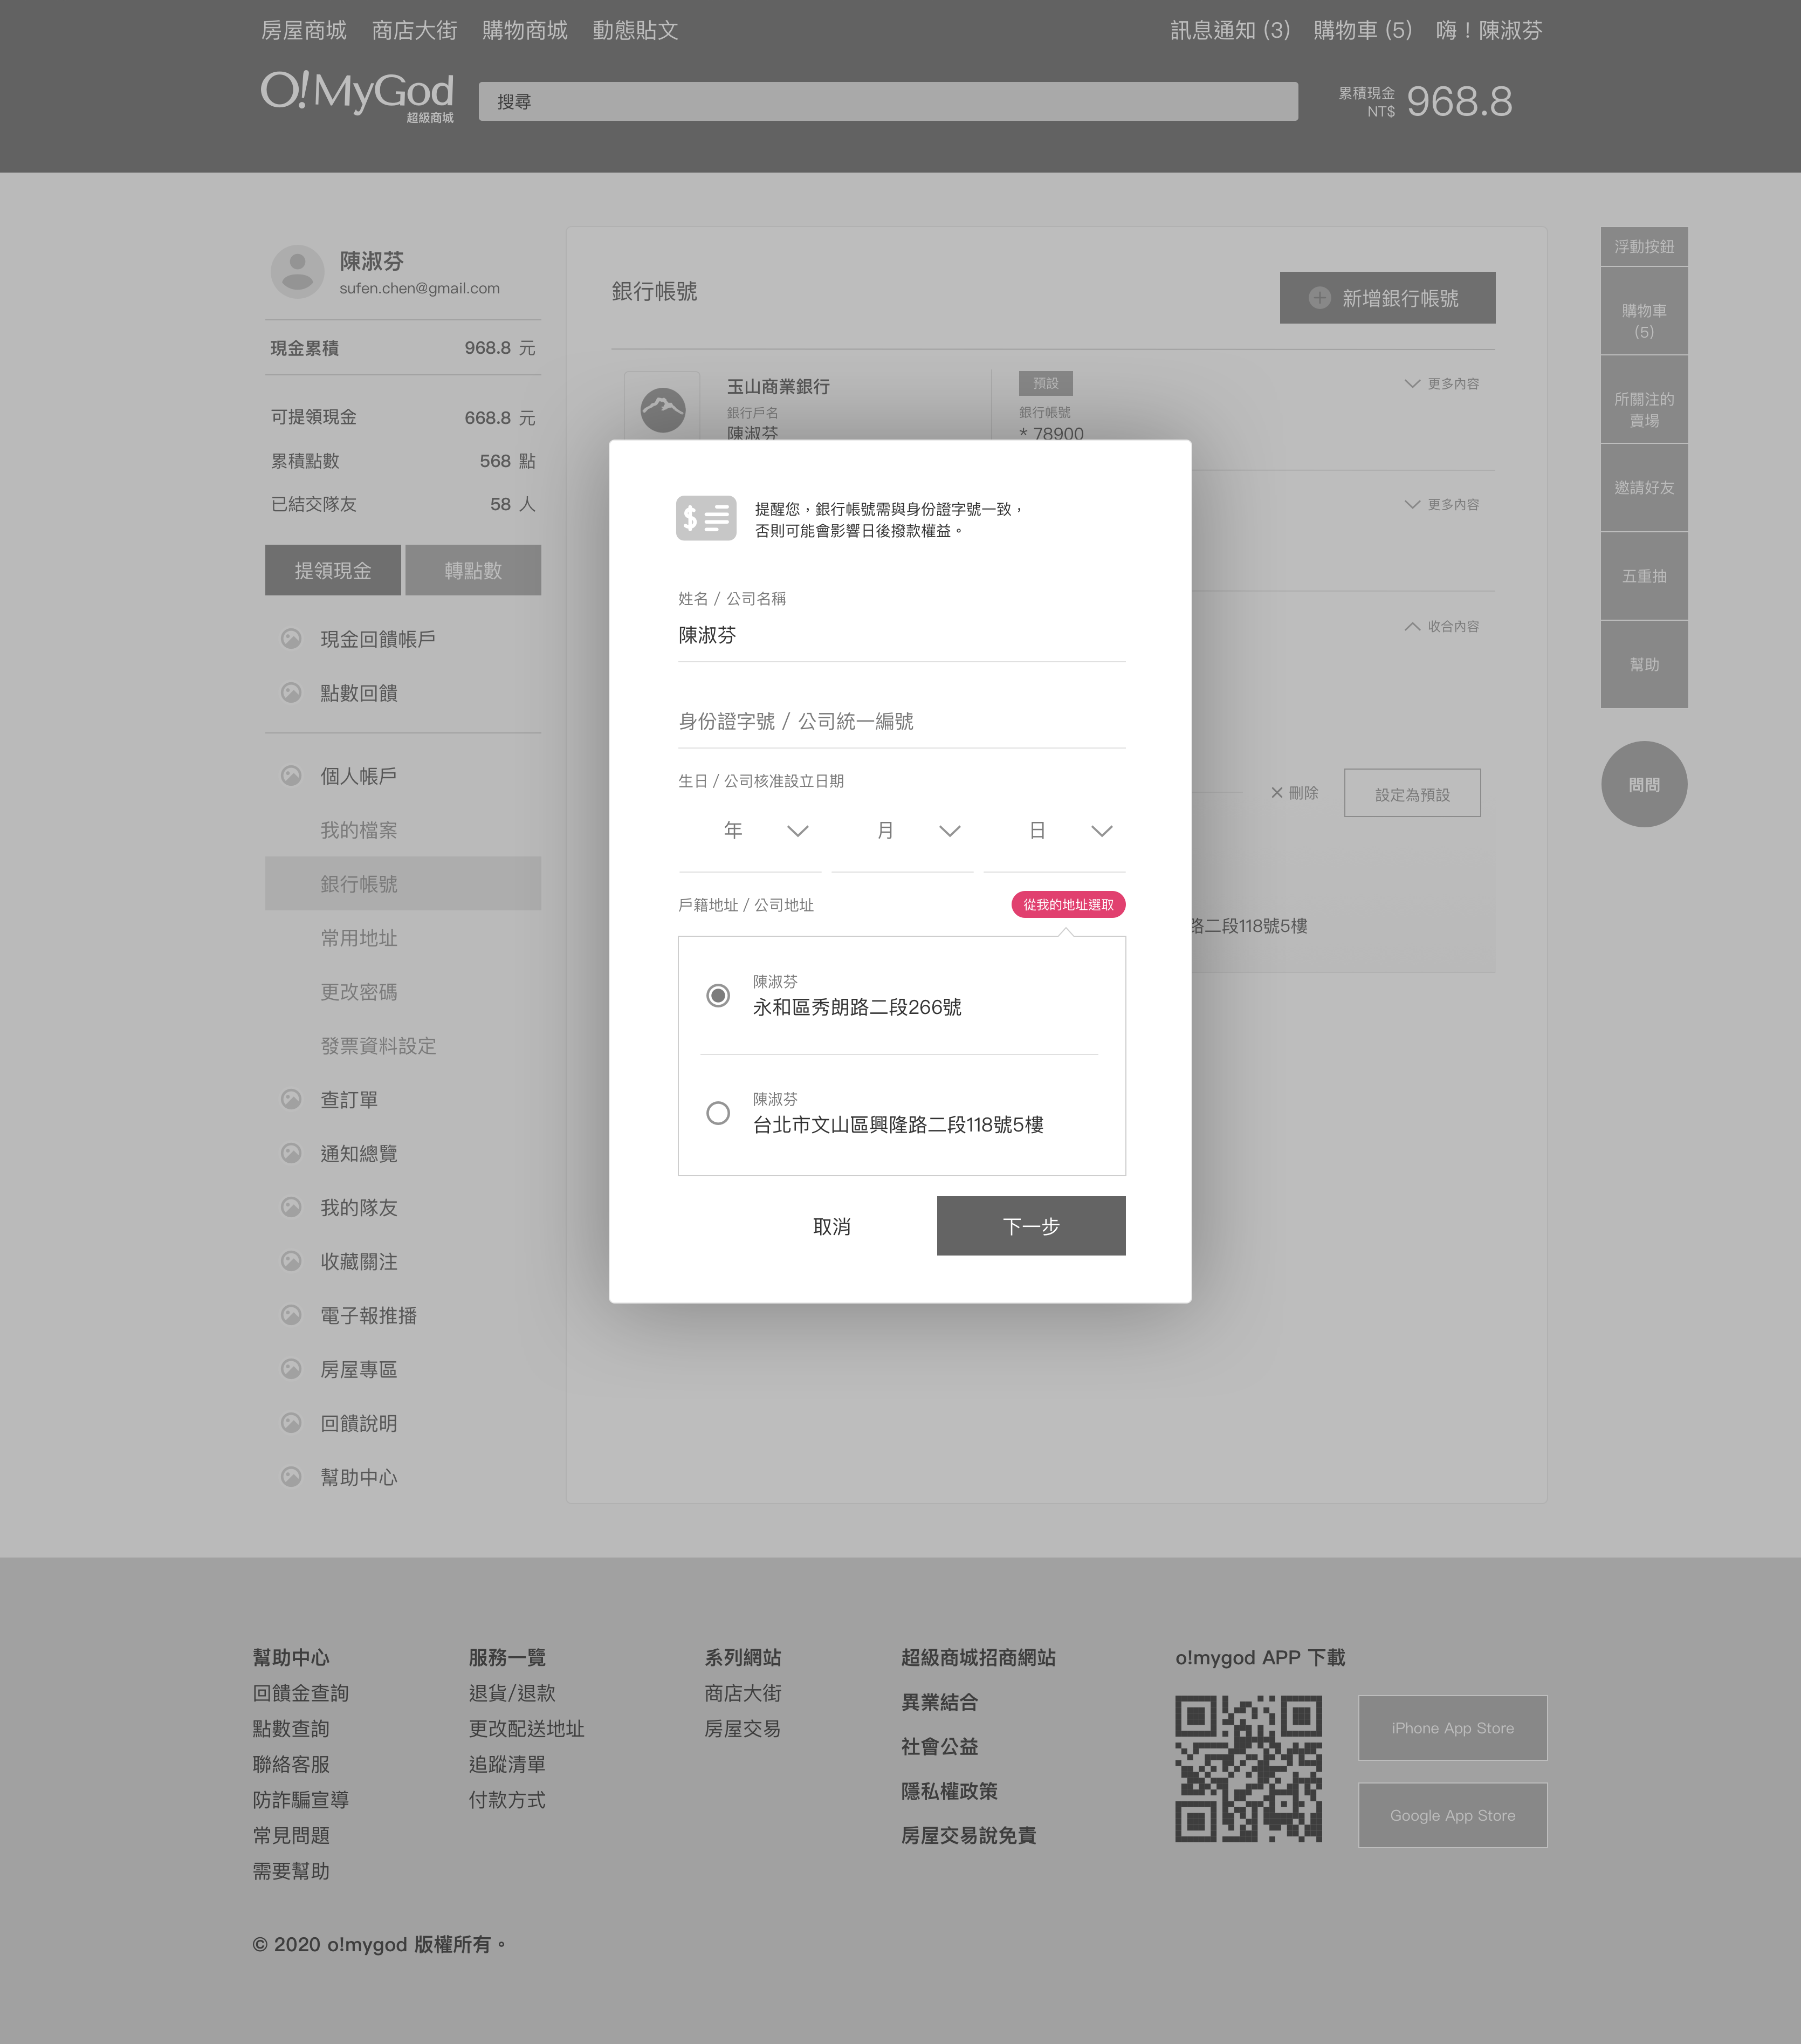 房屋商城 商店大街 購物商城 動態貼文 訊息通知 (3) 購物車 (5) 嗨！陳淑芬
O!MyGod
超級商城
搜尋
累積現金
NT$ 968.8
陳淑芬
sufen.chen@gmail.com
現金累積 968.8 元
可提領現金 668.8 元
累積點數 568 點
已結交隊友 58 人
提領現金 轉點數
現金回饋帳戶
點數回饋
個人帳戶
我的檔案
銀行帳號
常用地址
更改密碼
發票資料設定
查訂單
通知總覽
我的隊友
收藏關注
電子報推播
房屋專區
回饋說明
幫助中心
銀行帳號
新增銀行帳號
玉山商業銀行
銀行戶名
陳淑芬
預設
銀行帳號
* 78900
更多內容
更多內容
收合內容
刪除 設定為預設
路二段118號5樓
提醒您，銀行帳號需與身份證字號一致，
否則可能會影響日後撥款權益。
姓名 / 公司名稱
陳淑芬
身份證字號 / 公司統一編號
生日 / 公司核准設立日期
年 月 日
戶籍地址 / 公司地址 從我的地址選取
陳淑芬
永和區秀朗路二段266號
陳淑芬
台北市文山區興隆路二段118號5樓
取消 下一步
浮動按鈕
購物車
(5)
所關注的
賣場
邀請好友
五重抽
幫助
問問
幫助中心
回饋金查詢
點數查詢
聯絡客服
防詐騙宣導
常見問題
需要幫助
服務一覽
退貨/退款
更改配送地址
追蹤清單
付款方式
系列網站
商店大街
房屋交易
超級商城招商網站
異業結合
社會公益
隱私權政策
房屋交易說免責
o!mygod APP 下載
iPhone App Store
Google App Store
© 2020 o!mygod 版權所有。